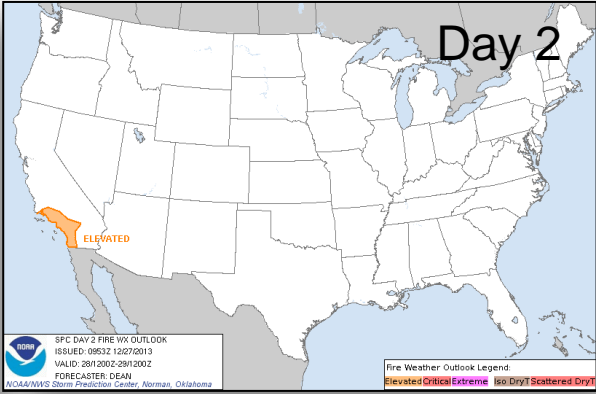 Day 2
ELEVATED
NOAA
SPC DAY 2 FIRE WX OUTLOOK
ISSUED: 0953Z 12/27/2013
VALID: 28/1200Z-29/1200Z
FORECASTER: DEAN
NOAA/NWS Storm Prediction Center, Norman, Oklahoma
Fire Weather Outlook Legend:
Elevated Critical Extreme Iso DryT Scattered DryT